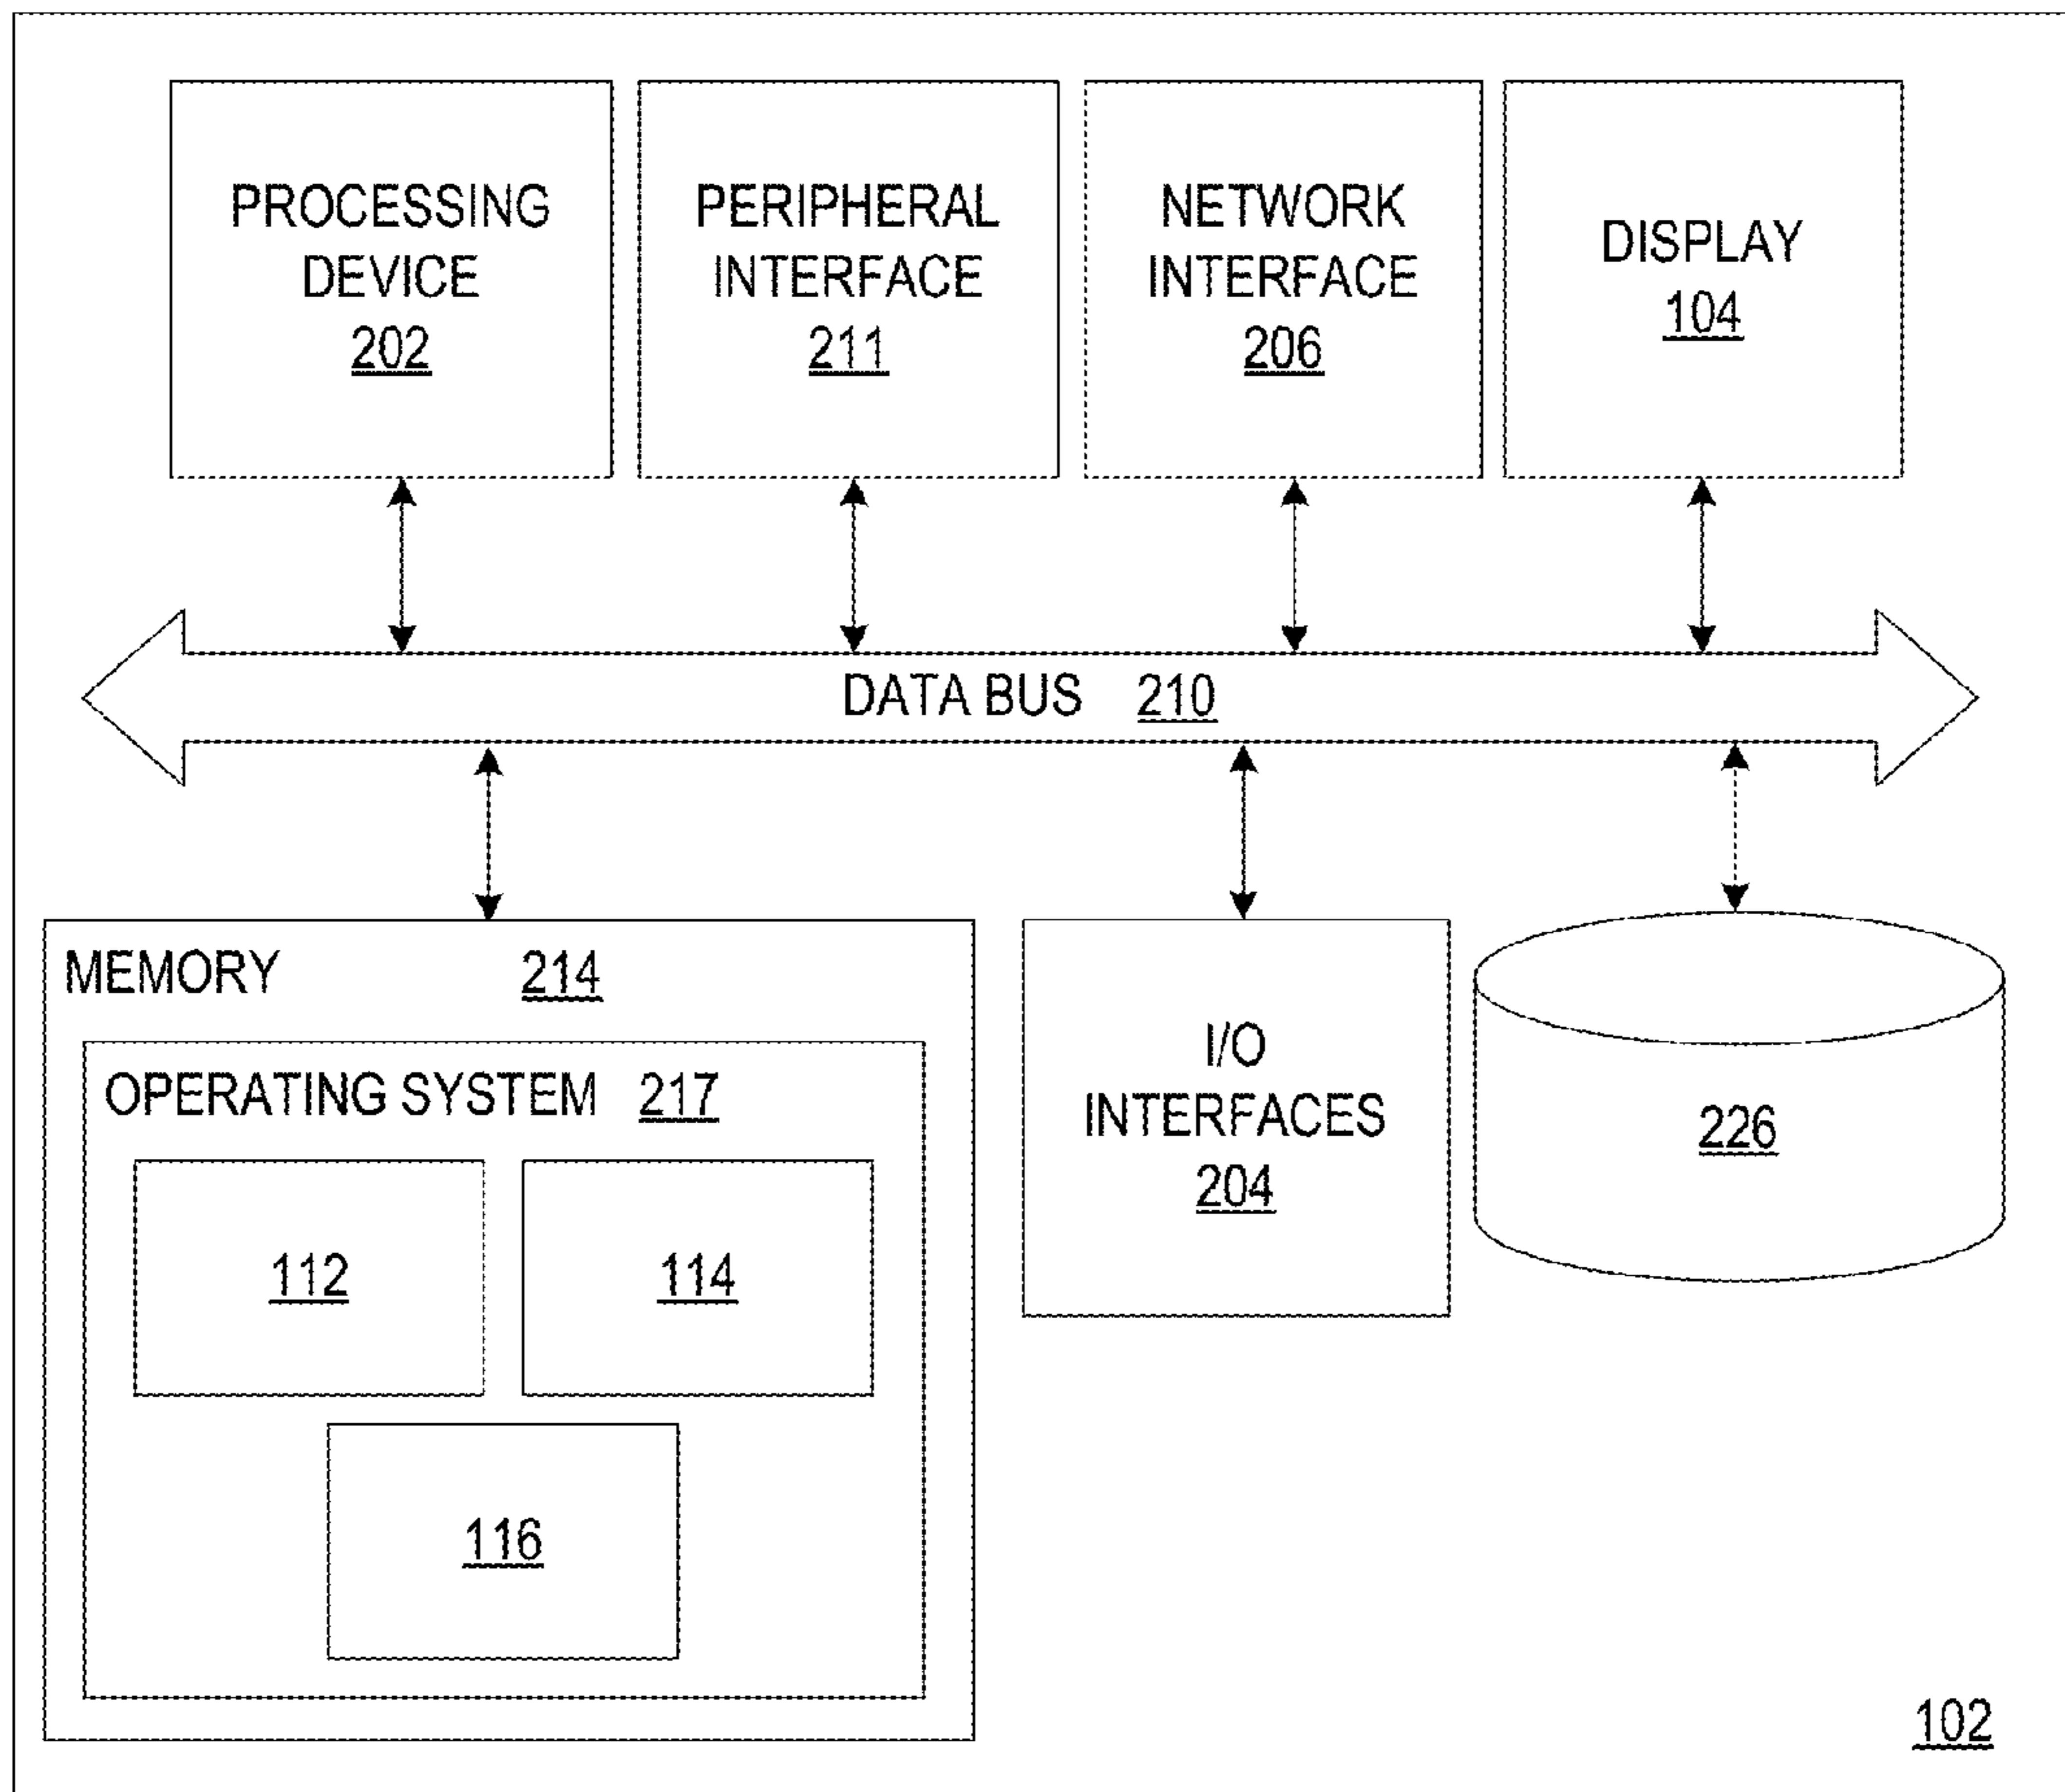 PROCESSING
DEVICE
202
PERIPHERAL
INTERFACE
211
NETWORK
INTERFACE
206
DISPLAY
104
DATA BUS 210
MEMORY 214
OPERATING SYSTEM 217
112
114
116
I/O
INTERFACES
204
226
102